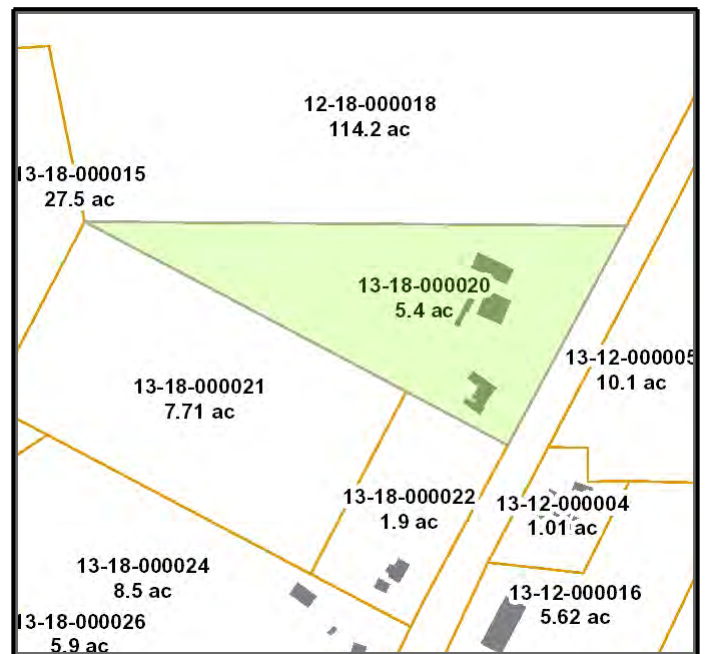 12-18-000018
114.2 ac
13-18-000015
27.5 ac
13-18-000020
5.4 ac
13-12-000005
10.1 ac
13-18-000021
7.71 ac
13-18-000022
1.9 ac
13-12-000004
1.01 ac
13-18-000024
8.5 ac
13-12-000016
5.62 ac
13-18-000026
5.9 ac